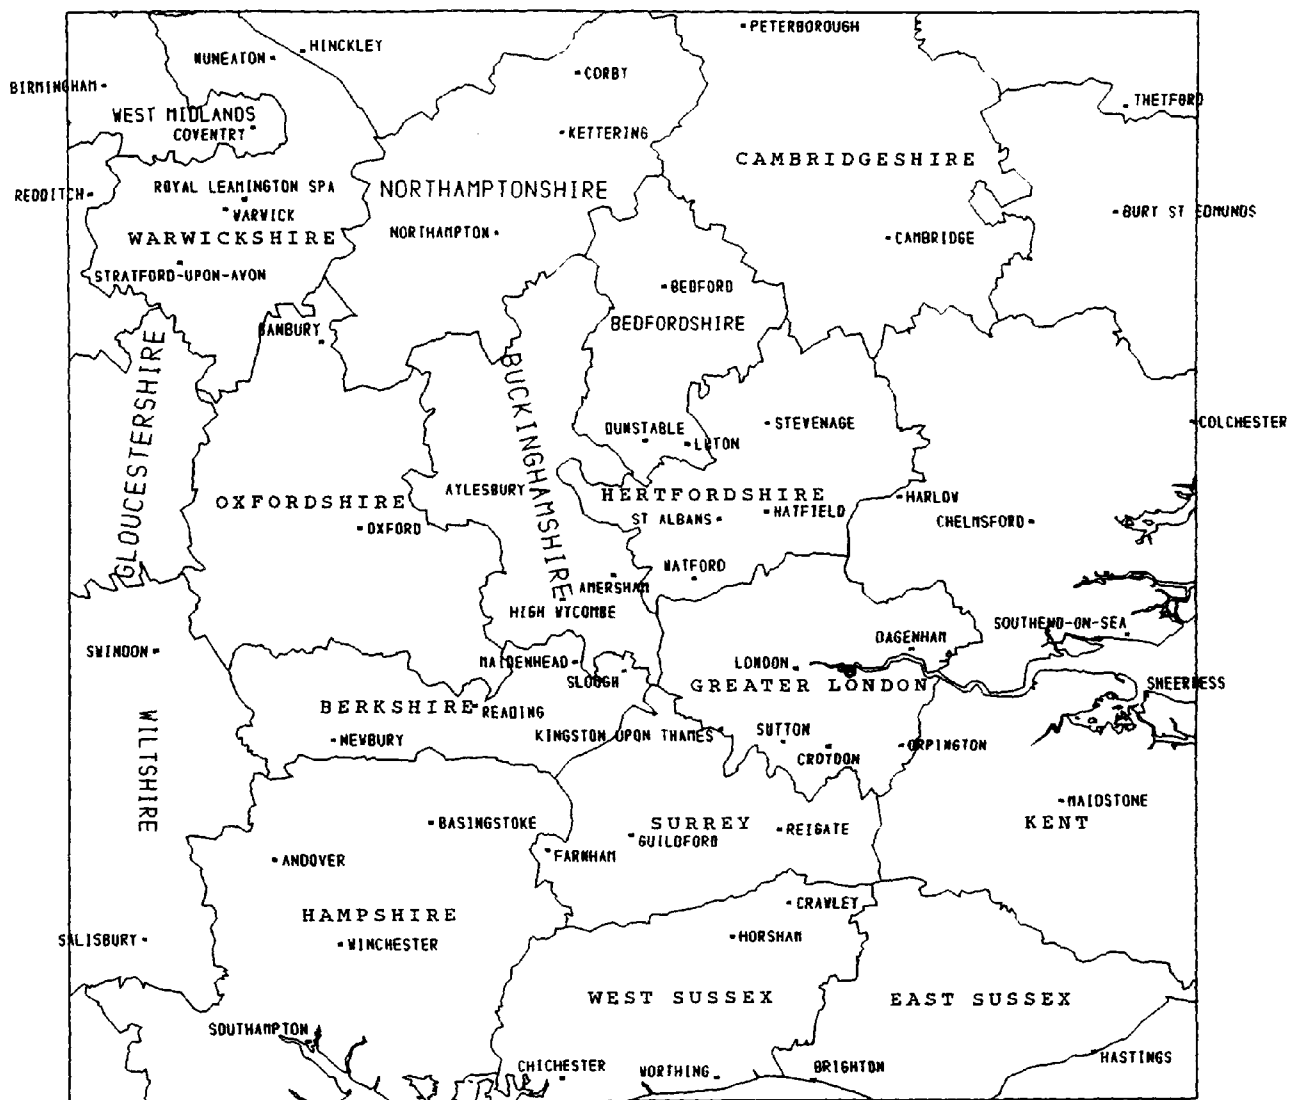 PETERBOROUGH
HINCKLEY
NUNEATON
CORBY
BIRMINGHAM
THETFORD
WEST MIDLANDS
COVENTRY
KETTERING
CAMBRIDGESHIRE
ROYAL LEAMINGTON SPA
NORTHAMPTONSHIRE
REDDITCH
WARWICK
BURY ST EDMUNDS
NORTHAMPTON
WARWICKSHIRE
CAMBRIDGE
STRATFORD-UPON-AVON
BEDFORD
BEDFORDSHIRE
BANBURY
GLOUCESTERSHIRE
BUCKINGHAMSHIRE
STEVENAGE
COLCHESTER
DUNSTABLE
LUTON
AYLESBURY
HERTFORDSHIRE
HARLOW
OXFORDSHIRE
HATFIELD
ST ALBANS
CHELMSFORD
OXFORD
WATFORD
AMERSHAM
HIGH WYCOMBE
SOUTHEND-ON-SEA
DAGENHAM
SWINDON
MAIDENHEAD
LONDON
SLOUGH
GREATER LONDON
SHEERNESS
BERKSHIRE
READING
WILTSHIRE
NEWBURY
KINGSTON UPON THAMES
SUTTON
ORPINGTON
CROYDON
MAIDSTONE
BASINGSTOKE
SURREY
REIGATE
KENT
GUILDFORD
FARNHAM
ANDOVER
CRAWLEY
HAMPSHIRE
HORSHAM
SALISBURY
WINCHESTER
WEST SUSSEX
EAST SUSSEX
SOUTHAMPTON
HASTINGS
CHICHESTER
WORTHING
BRIGHTON